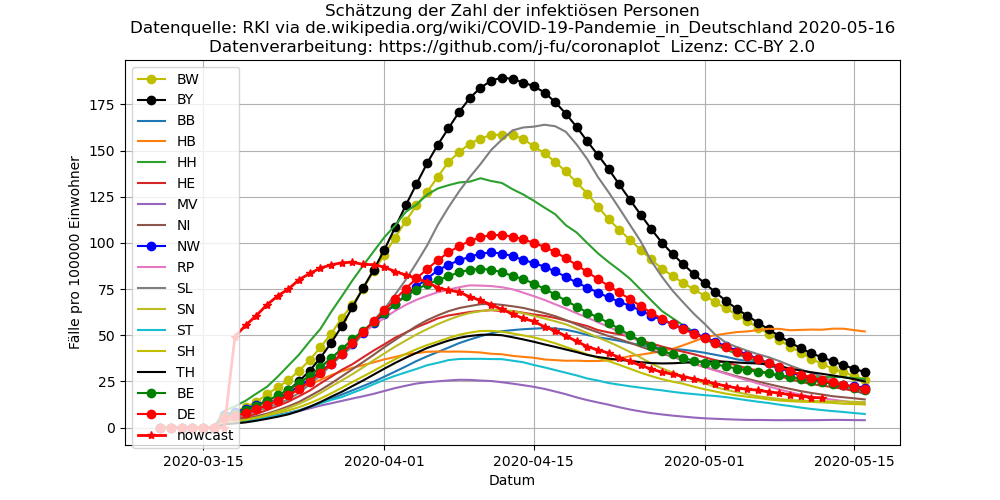 Schätzung der Zahl der infektiösen Personen
Datenquelle: RKI via de.wikipedia.org/wiki/COVID-19-Pandemie_in_Deutschland 2020-05-16
Datenverarbeitung: https://github.com/j-fu/coronaplot  Lizenz: CC-BY 2.0
Fälle pro 100000 Einwohner
175
150
125
100
75
50
25
0
BW
BY
BB
HB
HH
HE
MV
NI
NW
RP
SL
SN
ST
SH
TH
BE
DE
nowcast
2020-03-15
2020-04-01
2020-04-15
2020-05-01
2020-05-15
Datum